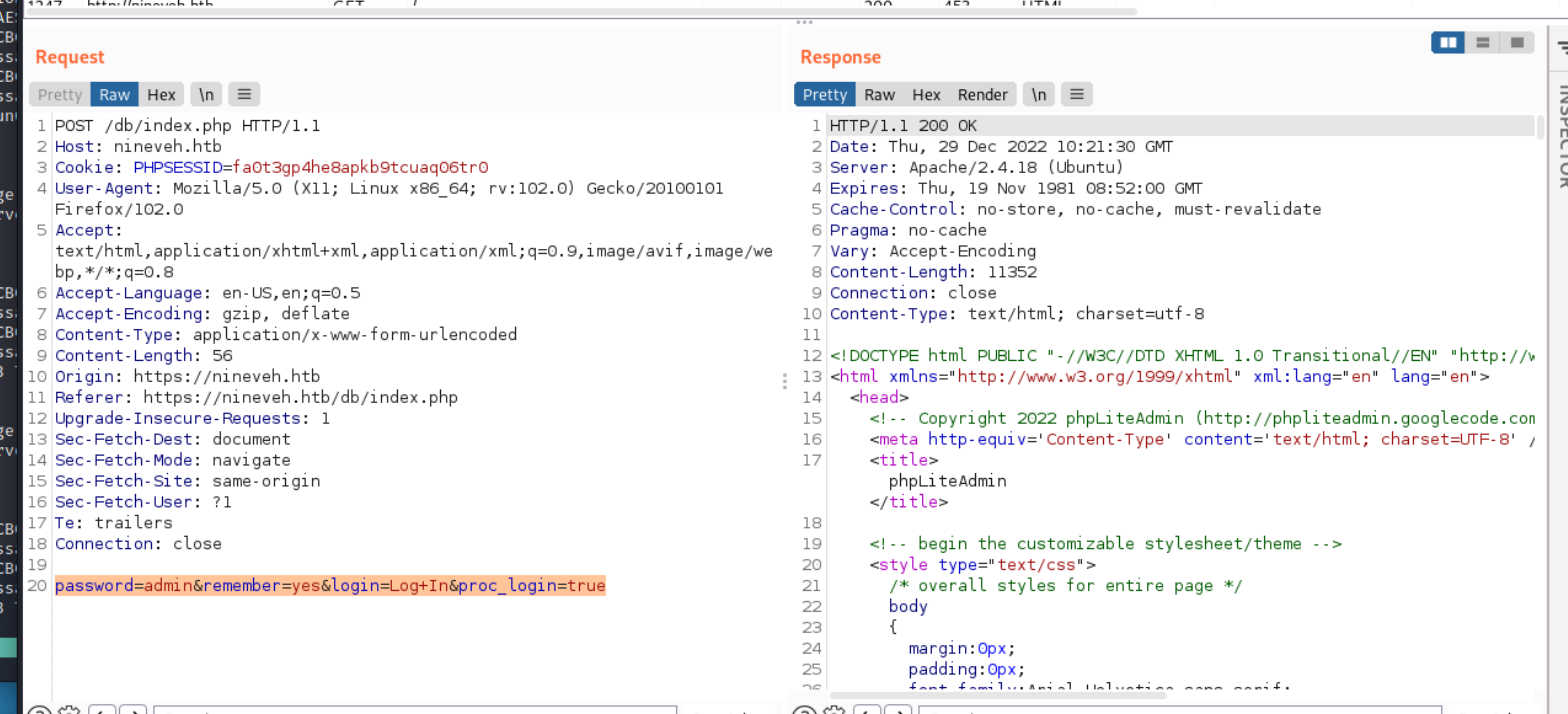 1247 http://nineveh.htb GET / 200 453 HTML
Request
Response
Pretty Raw Hex \n
Pretty Raw Hex Render \n
INSPECTOR
1 POST /db/index.php HTTP/1.1
2 Host: nineveh.htb
3 Cookie: PHPSESSID=fa0t3gp4he8apkb9tcuaq06tr0
4 User-Agent: Mozilla/5.0 (X11; Linux x86_64; rv:102.0) Gecko/20100101
Firefox/102.0
5 Accept:
text/html,application/xhtml+xml,application/xml;q=0.9,image/avif,image/we
bp,*/*;q=0.8
6 Accept-Language: en-US,en;q=0.5
7 Accept-Encoding: gzip, deflate
8 Content-Type: application/x-www-form-urlencoded
9 Content-Length: 56
10 Origin: https://nineveh.htb
11 Referer: https://nineveh.htb/db/index.php
12 Upgrade-Insecure-Requests: 1
13 Sec-Fetch-Dest: document
14 Sec-Fetch-Mode: navigate
15 Sec-Fetch-Site: same-origin
16 Sec-Fetch-User: ?1
17 Te: trailers
18 Connection: close
19
20 password=admin&remember=yes&login=Log+In&proc_login=true
1 HTTP/1.1 200 OK
2 Date: Thu, 29 Dec 2022 10:21:30 GMT
3 Server: Apache/2.4.18 (Ubuntu)
4 Expires: Thu, 19 Nov 1981 08:52:00 GMT
5 Cache-Control: no-store, no-cache, must-revalidate
6 Pragma: no-cache
7 Vary: Accept-Encoding
8 Content-Length: 11352
9 Connection: close
10 Content-Type: text/html; charset=utf-8
11
12 <!DOCTYPE html PUBLIC "-//W3C//DTD XHTML 1.0 Transitional//EN" "http://w
13 <html xmlns="http://www.w3.org/1999/xhtml" xml:lang="en" lang="en">
14 <head>
15 <!-- Copyright 2022 phpLiteAdmin (http://phpliteadmin.googlecode.com
16 <meta http-equiv='Content-Type' content='text/html; charset=UTF-8' /
17 <title>
phpLiteAdmin
</title>
18
19 <!-- begin the customizable stylesheet/theme -->
20 <style type="text/css">
21 /* overall styles for entire page */
22 body
23 {
24 margin:0px;
25 padding:0px;
26 font-family:Arial,Helvetica,sans-serif;